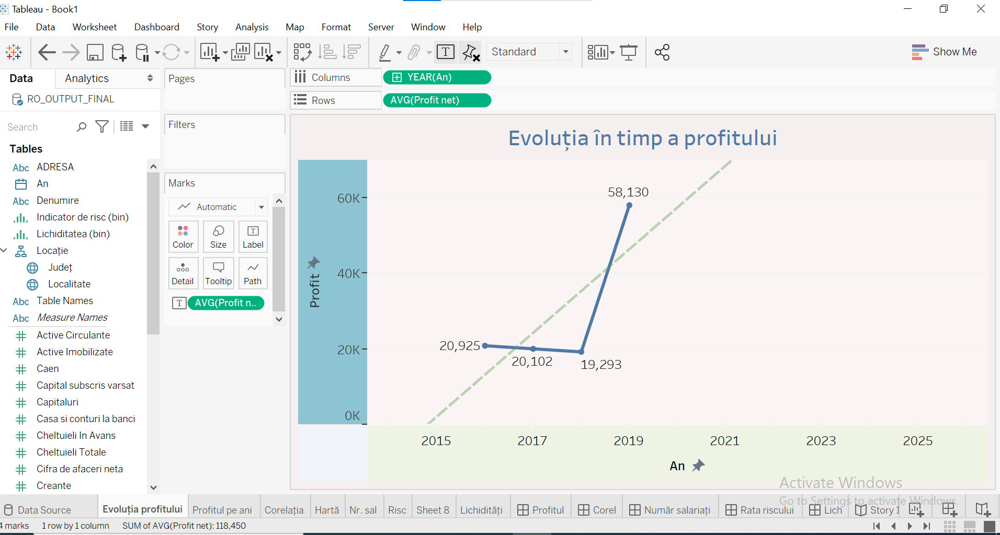 Tableau - Book1
File Data Worksheet Dashboard Story Analysis Map Format Server Window Help
Standard
Show Me
Data
Analytics
RO_OUTPUT_FINAL
Search
Tables
Abc ADRESA
An
Abc Denumire
Indicator de risc (bin)
Lichiditatea (bin)
Locație
Județ
Localitate
Abc Table Names
Abc Measure Names
Active Circulante
Active Imobilizate
Caen
Capital subscris varsat
Capitaluri
Casa si conturi la banci
Cheltuieli In Avans
Cheltuieli Totale
Cifra de afaceri neta
Creante
Pages
Filters
Marks
Automatic
Color Size Label
Detail Tooltip Path
AVG(Profit n..
Columns YEAR(An)
Rows AVG(Profit net)
Evoluția în timp a profitului
60K
40K
20K
0K
Profit
58,130
20,925
20,102
19,293
2015 2017 2019 2021 2023 2025
An
Activate Windows
Go to Settings to activate Windows.
Data Source Evoluția profitului Profitul pe ani Corelația Hartă Nr. sal Risc Sheet 8 Lichidități Profitul Corel Număr salariați Rata riscului Lich Story 1
4 marks 1 row by 1 column SUM of AVG(Profit net): 118,450